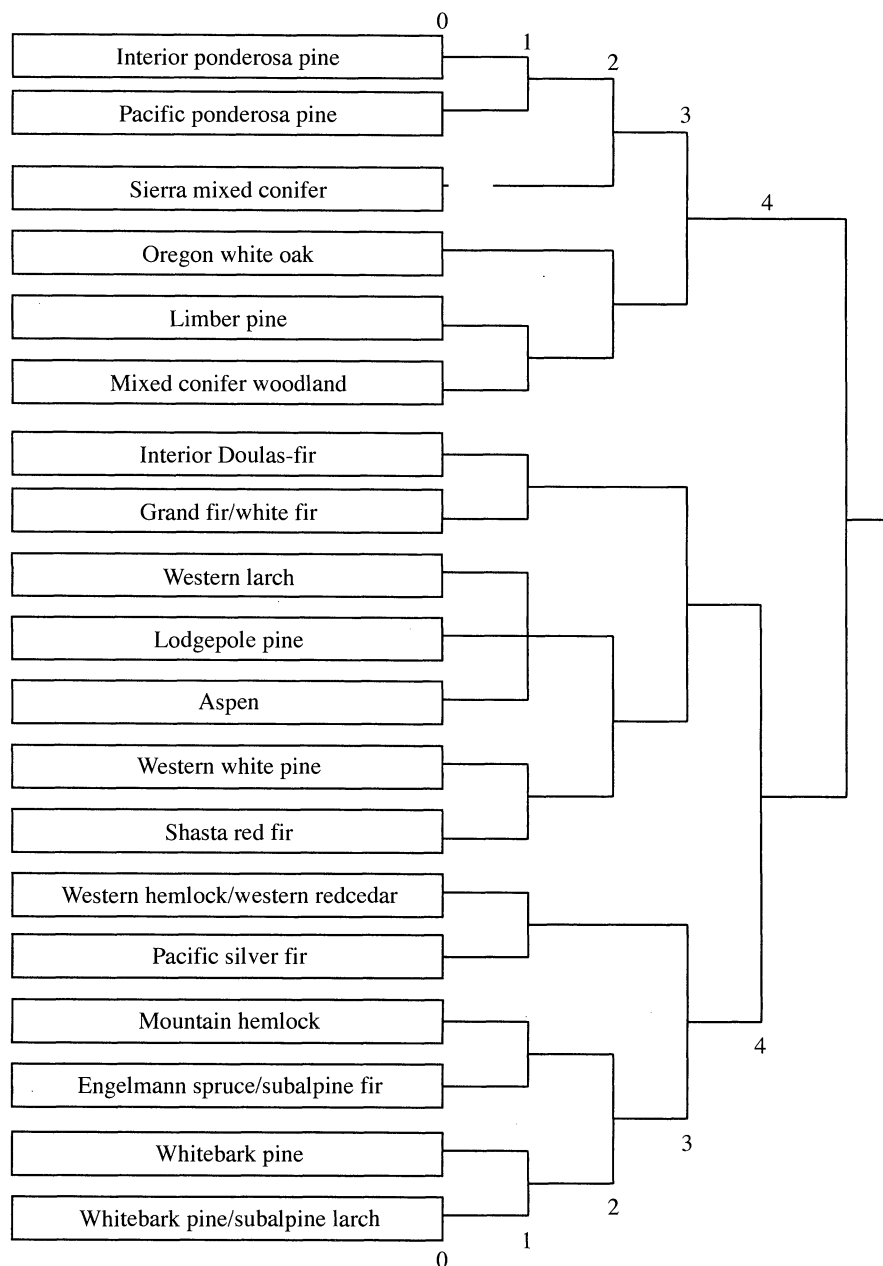 0
Interior ponderosa pine
1
2
Pacific ponderosa pine
3
Sierra mixed conifer
4
Oregon white oak
Limber pine
Mixed conifer woodland
Interior Doulas-fir
Grand fir/white fir
Western larch
Lodgepole pine
Aspen
Western white pine
Shasta red fir
Western hemlock/western redcedar
Pacific silver fir
Mountain hemlock
4
Engelmann spruce/subalpine fir
Whitebark pine
3
Whitebark pine/subalpine larch
2
1
0